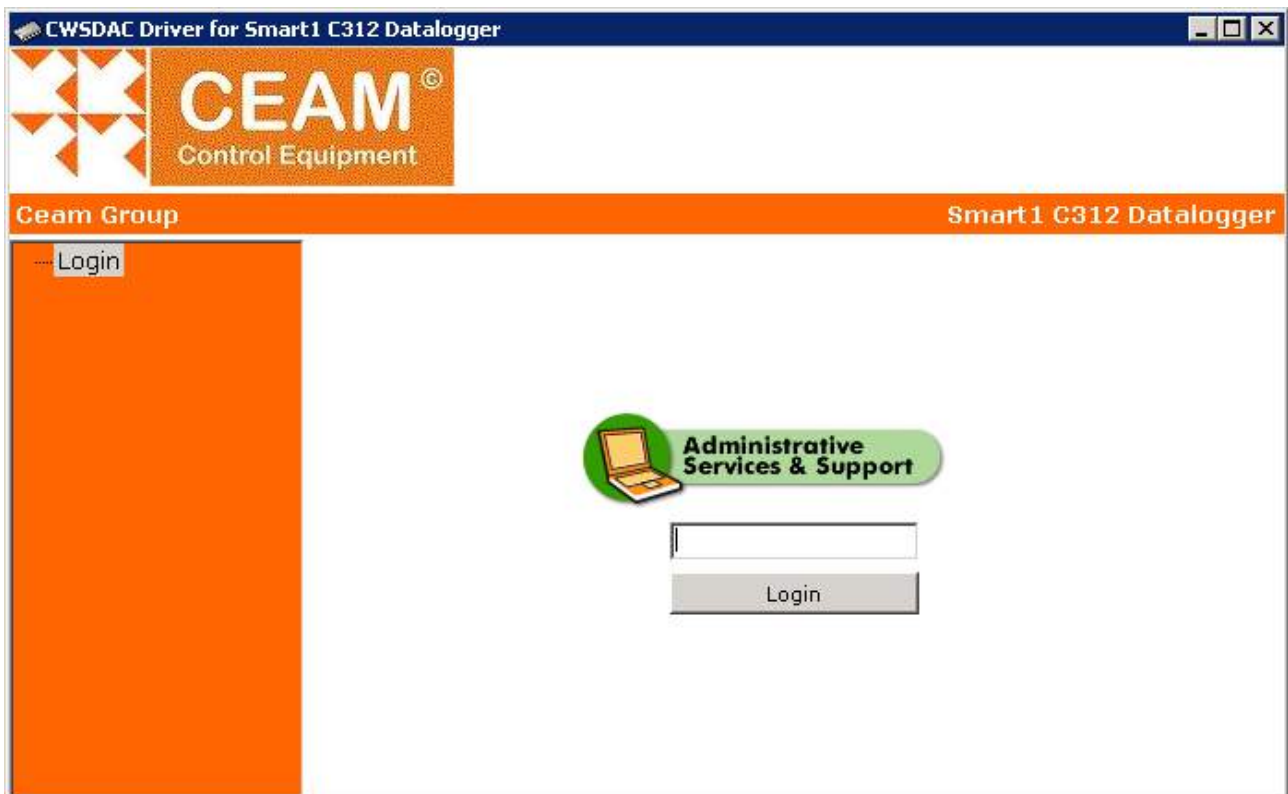 CWSDAC Driver for Smart1 C312 Datalogger
CEAM©
Control Equipment
Ceam Group
Smart1 C312 Datalogger
Login
Administrative
Services & Support
Login